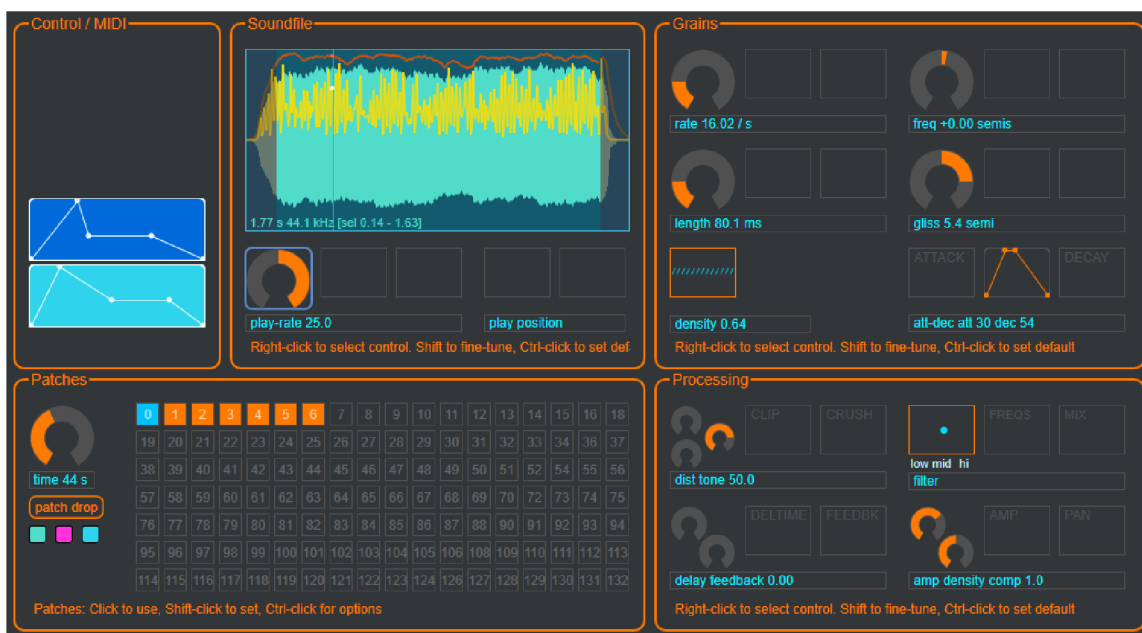 Control / MIDI
Soundfile
1.77 s 44.1 kHz [sel 0.14 - 1.63]
play-rate 25.0
play position
Right-click to select control. Shift to fine-tune, Ctrl-click to set def
Grains
rate 16.02 / s
freq +0.00 semis
length 80.1 ms
gliss 5.4 semi
ATTACK
DECAY
density 0.64
att-dec att 30 dec 54
Right-click to select control. Shift to fine-tune, Ctrl-click to set default
Patches
0 1 2 3 4 5 6 7 8 9 10 11 12 13 14 15 16 18
19 20 21 22 23 24 25 26 27 28 29 30 31 32 33 34 35 36 37
38 39 40 41 42 43 44 45 46 47 48 49 50 51 52 53 54 55 56
57 58 59 60 61 62 63 64 65 66 67 68 69 70 71 72 73 74 75
76 77 78 79 80 81 82 83 84 85 86 87 88 89 90 91 92 93 94
95 96 97 98 99 100 101 102 103 104 105 106 107 108 109 110 111 112 113
114 115 116 117 118 119 120 121 122 123 124 125 126 127 128 129 130 131 132
time 44 s
patch drop
Patches: Click to use, Shift-click to set, Ctrl-click for options
Processing
CLIP
CRUSH
FREQS
MIX
low mid hi
dist tone 50.0
filter
DELTIME
FEEDBK
AMP
PAN
delay feedback 0.00
amp density comp 1.0
Right-click to select control. Shift to fine-tune, Ctrl-click to set default